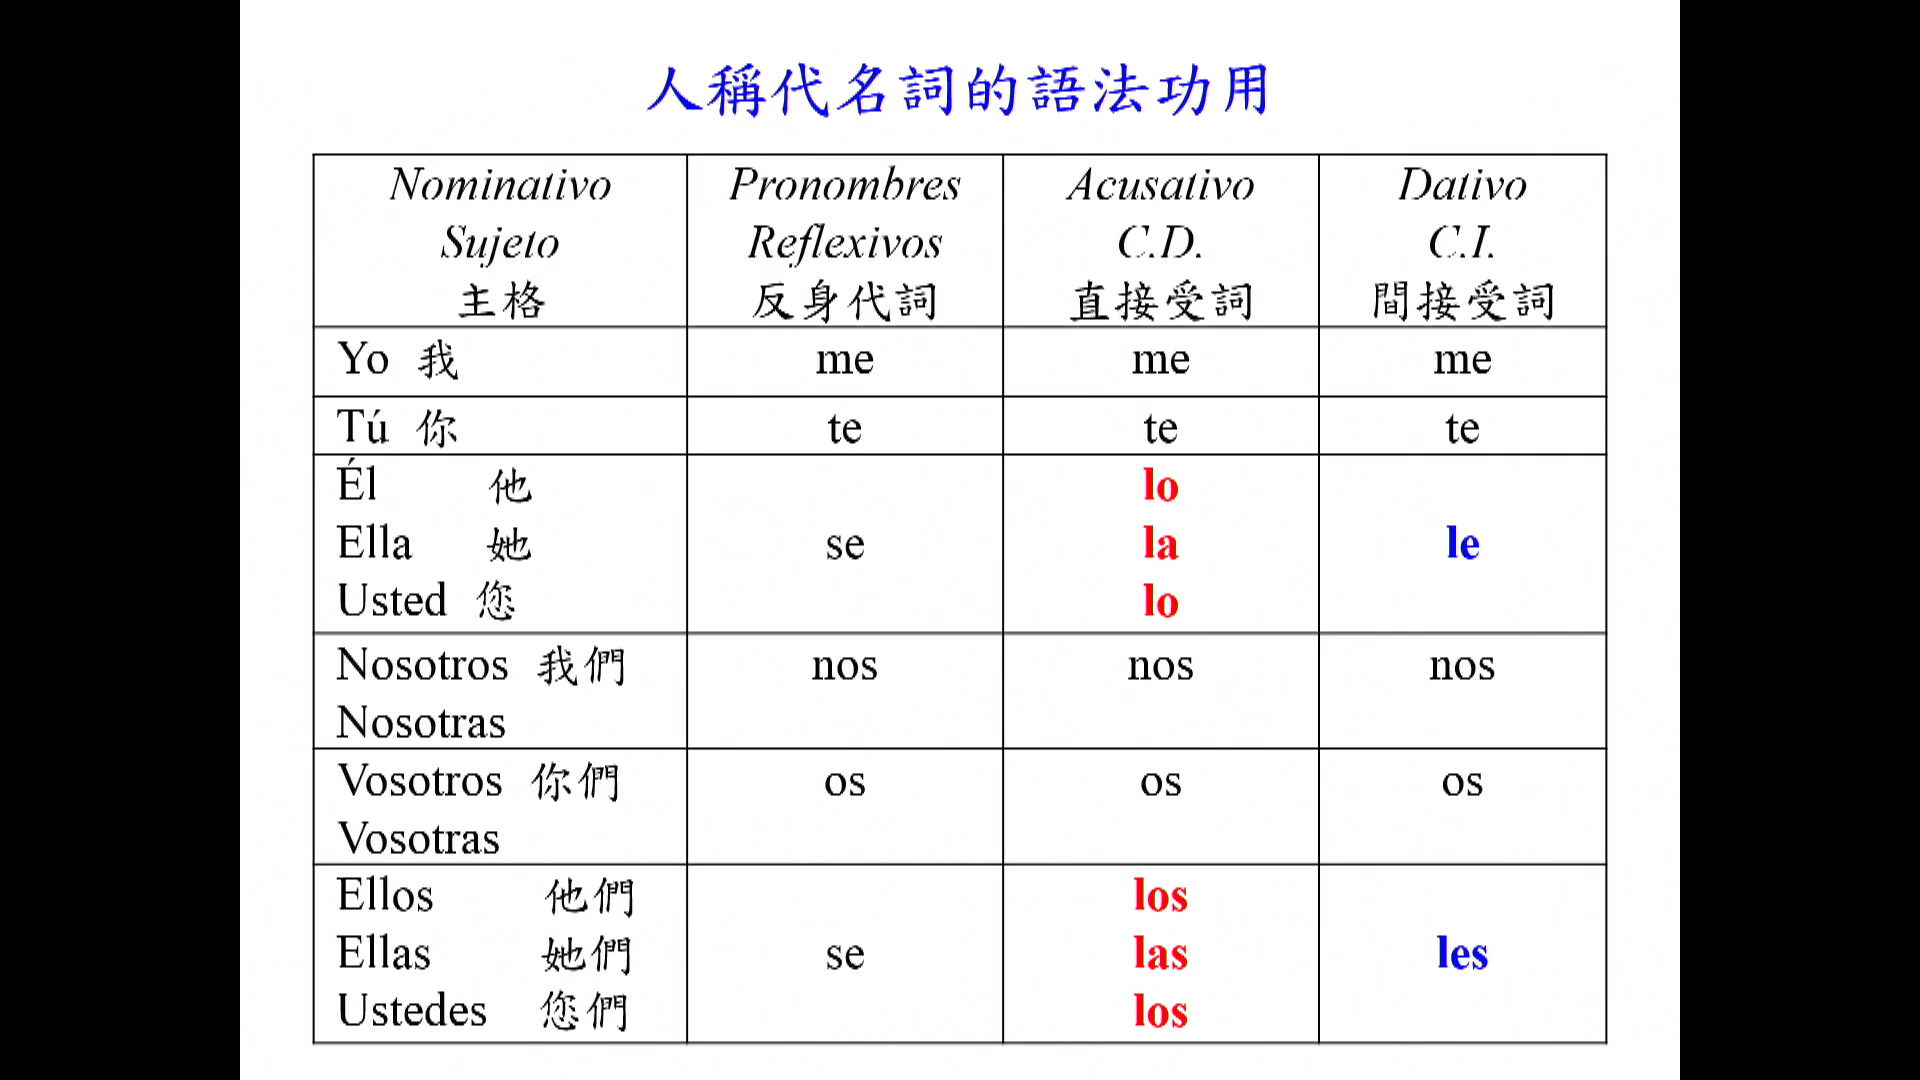 人稱代名詞的語法功用
Nominativo Pronombres Acusativo Dativo
Sujeto Reflexivos C.D. C.I.
主格 反身代詞 直接受詞 間接受詞
Yo 我 me me me
Tú 你 te te te
Él 他 lo
Ella 她 se la le
Usted 您 lo
Nosotros 我們 nos nos nos
Nosotras
Vosotros 你們 os os os
Vosotras
Ellos 他們 los
Ellas 她們 se las les
Ustedes 您們 los